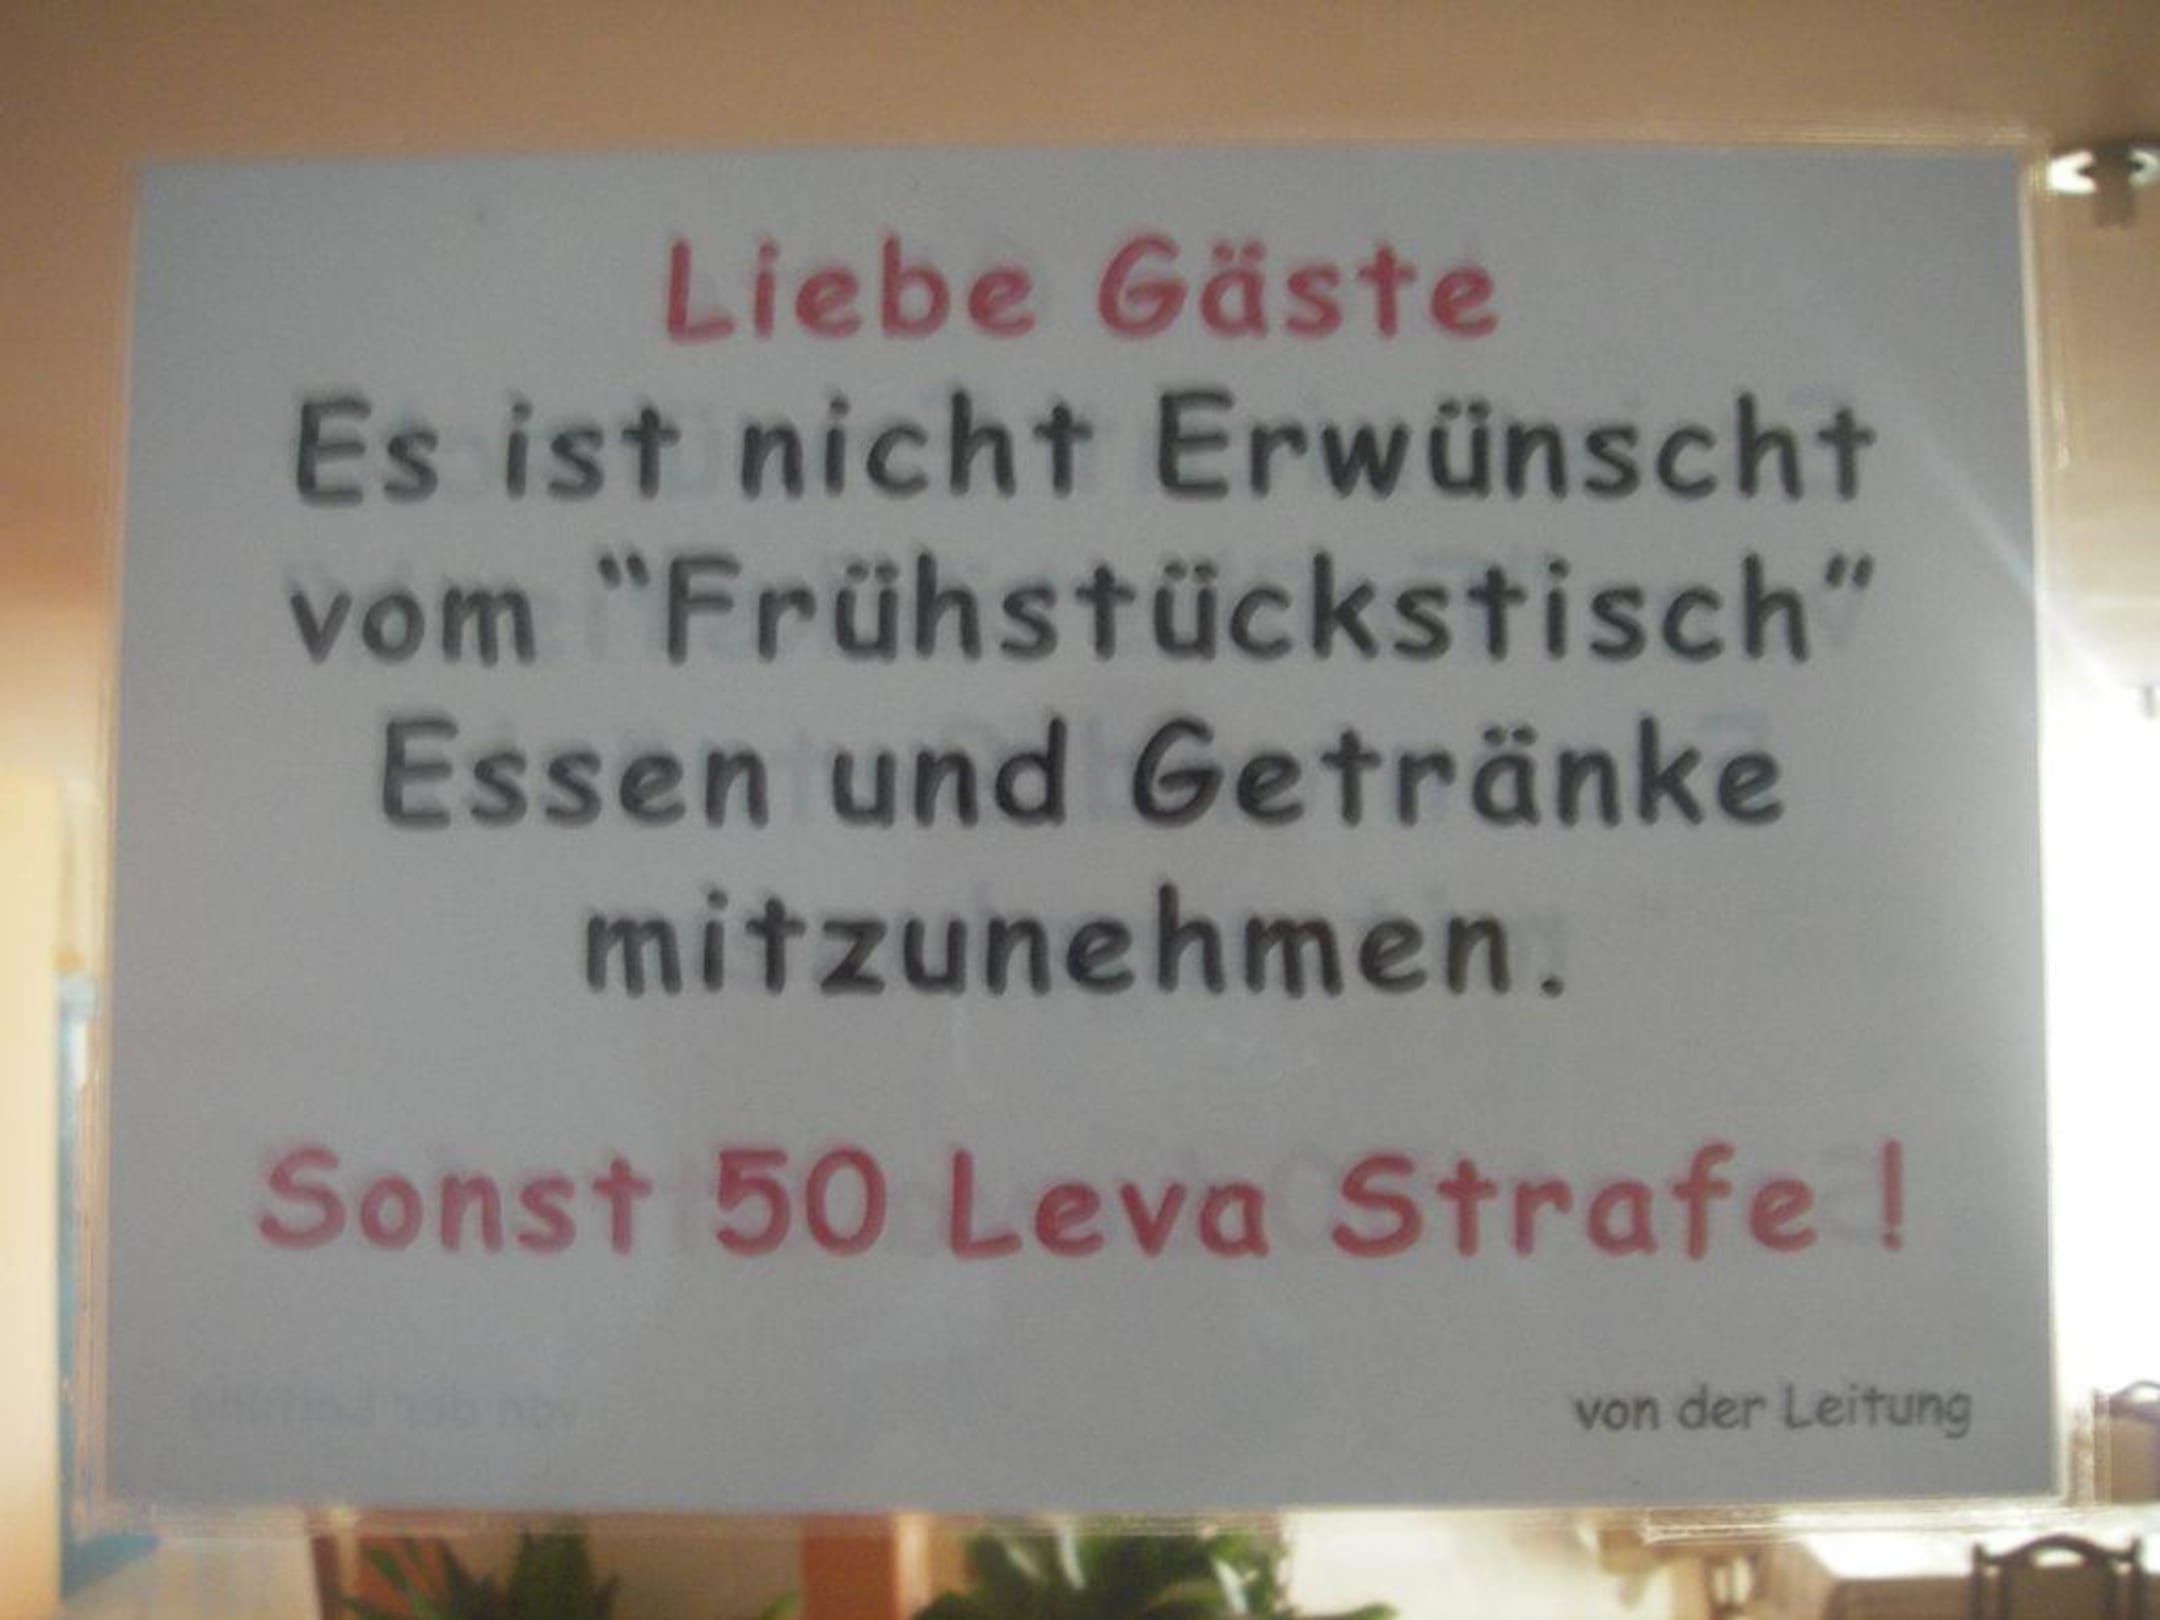 Liebe Gäste
Es ist nicht Erwünscht
vom "Frühstückstisch"
Essen und Getränke
mitzunehmen.
Sonst 50 Leva Strafe !
von der Leitung